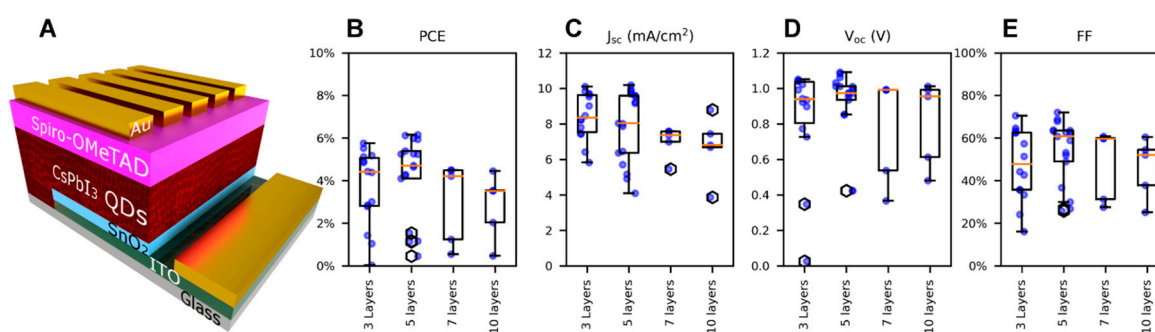 A
Au
Spiro-OMeTAD
CsPbI₃ QDs
SnO₂
ITO
Glass
B
PCE
10%
8%
6%
4%
2%
0%
3 Layers
5 layers
7 layers
10 layers
C
Jsc (mA/cm²)
12
10
8
6
4
2
0
3 Layers
5 layers
7 layers
10 layers
D
Voc (V)
1.2
1.0
0.8
0.6
0.4
0.2
0.0
3 Layers
5 layers
7 layers
10 layers
E
FF
100%
80%
60%
40%
20%
0%
3 Layers
5 layers
7 layers
10 layers